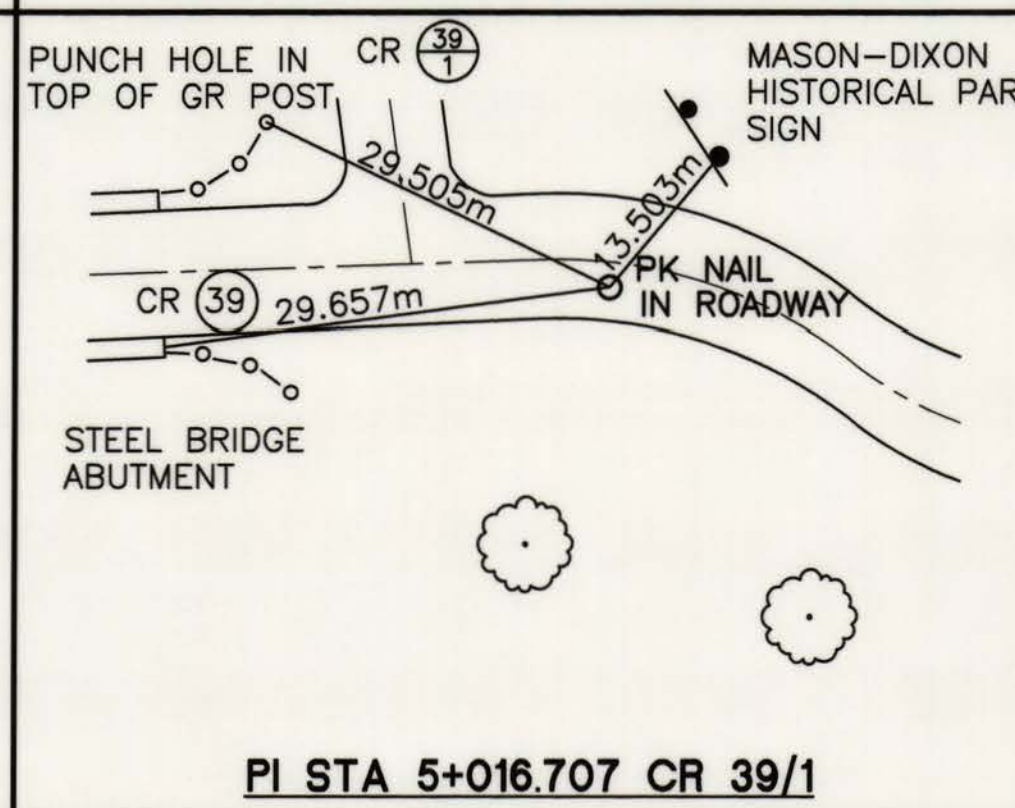 PUNCH HOLE IN
TOP OF GR POST
CR 39
1
MASON-DIXON
HISTORICAL PAR
SIGN
29.505m
13.503m
PK NAIL
IN ROADWAY
CR 39
29.657m
STEEL BRIDGE
ABUTMENT
PI STA 5+016.707 CR 39/1